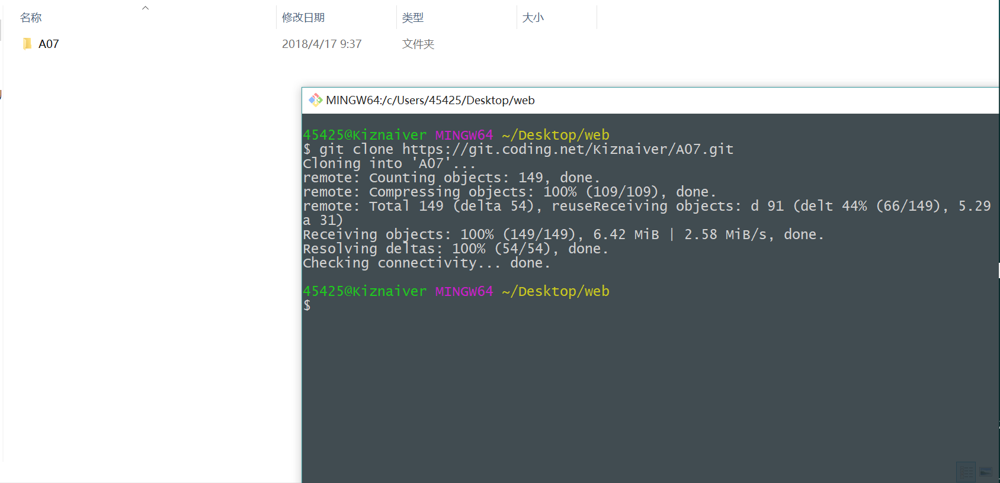 名称 修改日期 类型 大小
A07 2018/4/17 9:37 文件夹
MINGW64:/c/Users/45425/Desktop/web
45425@Kiznaiver MINGW64 ~/Desktop/web
$ git clone https://git.coding.net/Kiznaiver/A07.git
Cloning into 'A07'...
remote: Counting objects: 149, done.
remote: Compressing objects: 100% (109/109), done.
remote: Total 149 (delta 54), reuseReceiving objects: d 91 (delt 44% (66/149), 5.29
a 31)
Receiving objects: 100% (149/149), 6.42 MiB | 2.58 MiB/s, done.
Resolving deltas: 100% (54/54), done.
Checking connectivity... done.
45425@Kiznaiver MINGW64 ~/Desktop/web
$